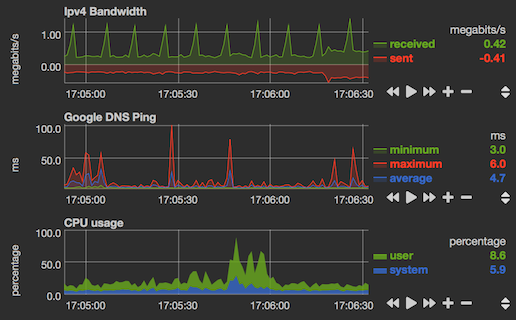 Ipv4 Bandwidth
megabits/s
1.00
0.00
17:05:00 17:05:30 17:06:00 17:06:30
megabits/s
received 0.42
sent -0.41
Google DNS Ping
ms
100.0
50.0
17:05:00 17:05:30 17:06:00 17:06:30
ms
minimum 3.0
maximum 6.0
average 4.7
CPU usage
percentage
100.0
50.0
0.0
17:05:00 17:05:30 17:06:00 17:06:30
percentage
user 8.6
system 5.9